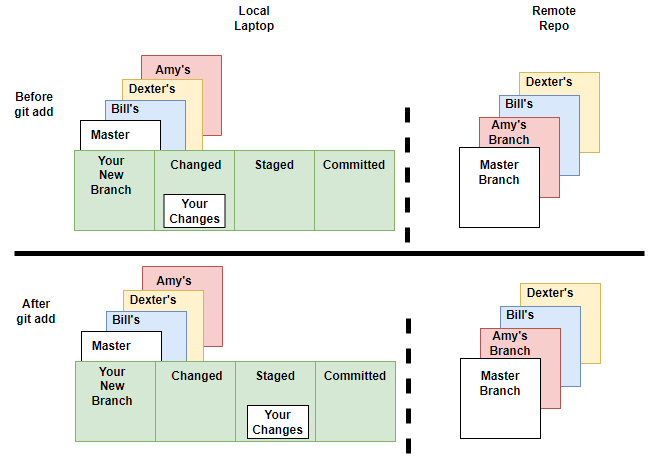 Local
Laptop
Remote
Repo
Before
git add
Amy's
Dexter's
Bill's
Master
Your
New
Branch
Changed
Staged
Committed
Your
Changes
Dexter's
Bill's
Amy's
Branch
Master
Branch
After
git add
Amy's
Dexter's
Bill's
Master
Your
New
Branch
Changed
Staged
Committed
Your
Changes
Dexter's
Bill's
Amy's
Branch
Master
Branch